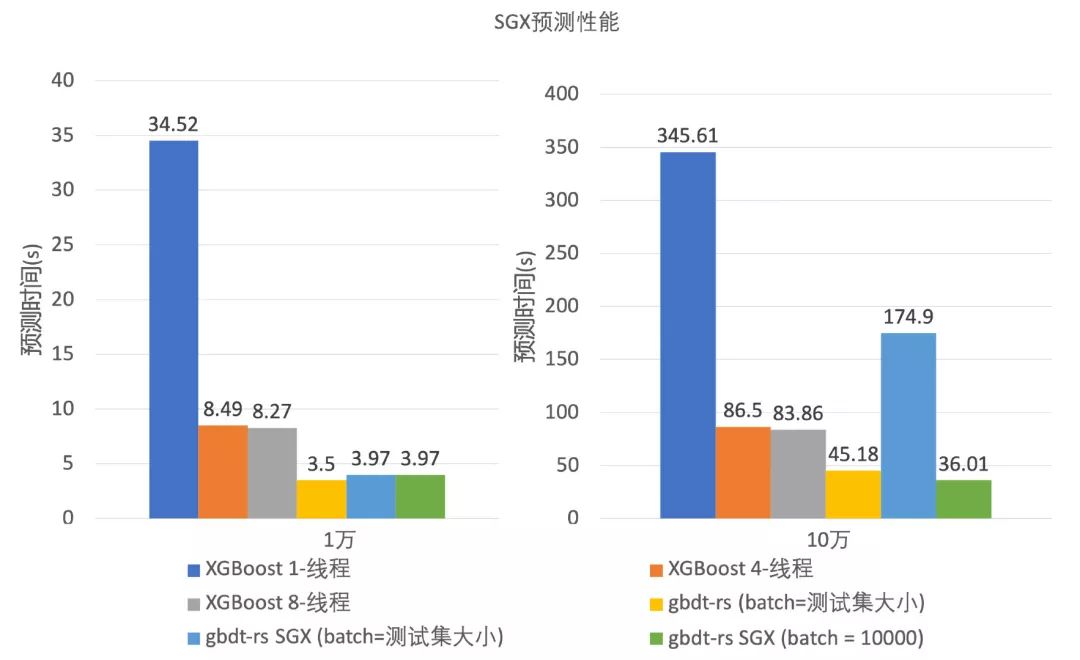 SGX预测性能
预测时间(s)
40
35
30
25
20
15
10
5
0
34.52
8.49
8.27
3.5
3.97
3.97
1万
预测时间(s)
400
350
300
250
200
150
100
50
0
345.61
86.5
83.86
45.18
174.9
36.01
10万
XGBoost 1-线程
XGBoost 4-线程
XGBoost 8-线程
gbdt-rs (batch=测试集大小)
gbdt-rs SGX (batch=测试集大小)
gbdt-rs SGX (batch = 10000)